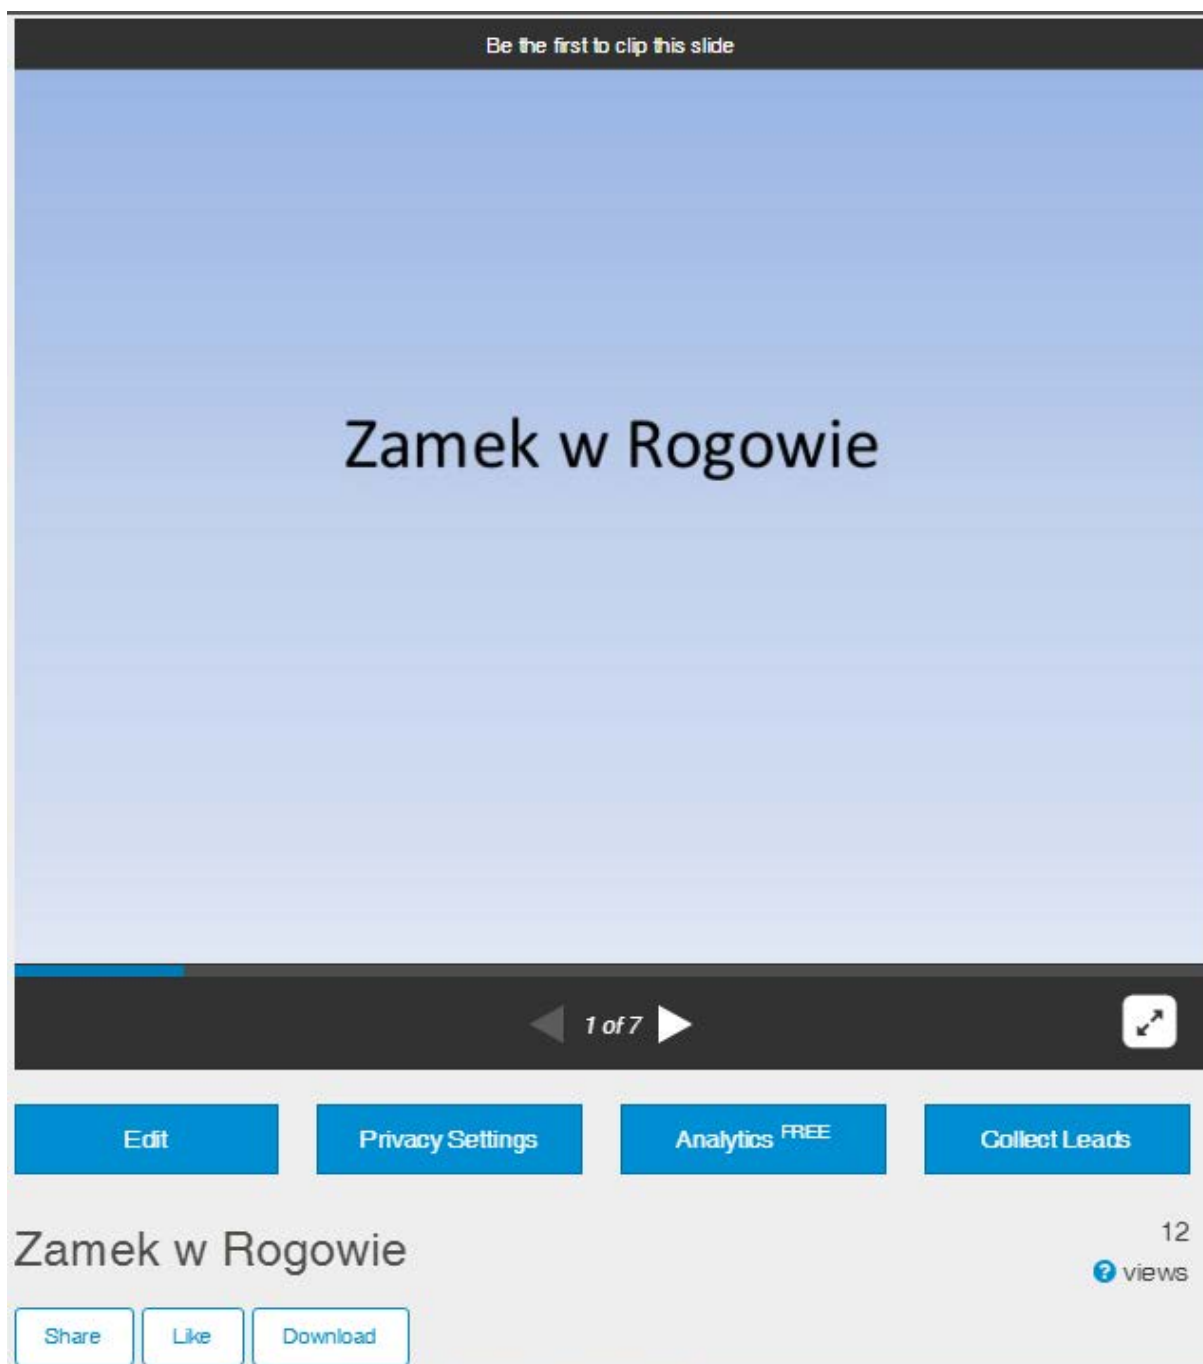 Be the first to clip this slide
Zamek w Rogowie
1 of 7
Edit
Privacy Settings
Analytics FREE
Collect Leads
Zamek w Rogowie
12
? views
Share
Like
Download